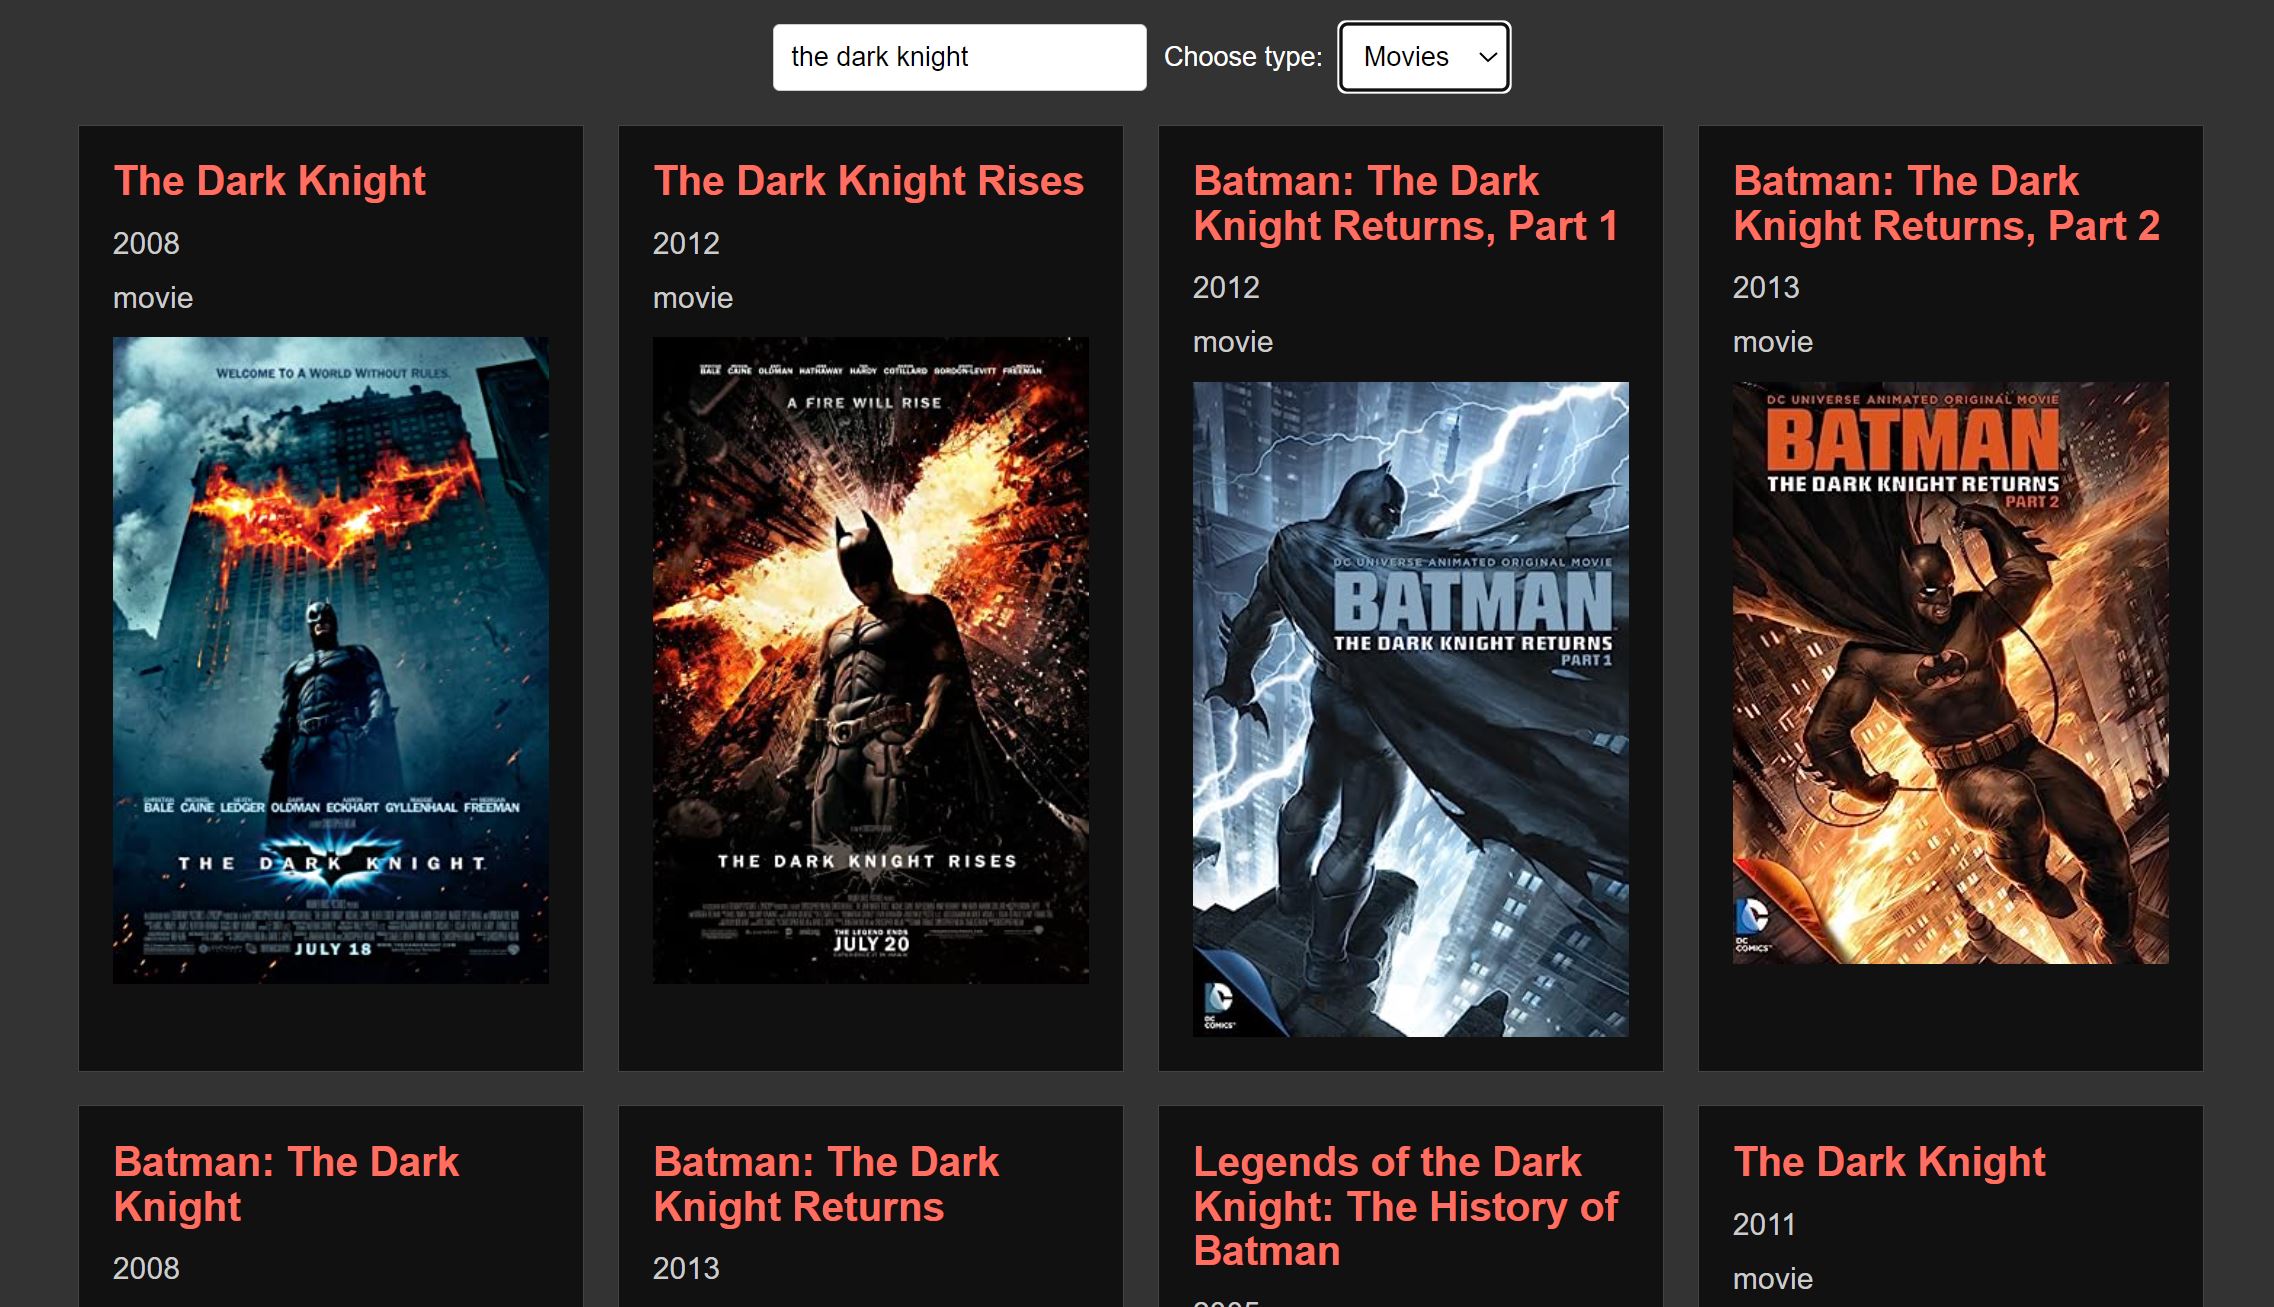 the dark knight Choose type: Movies
The Dark Knight
2008
movie
WELCOME TO A WORLD WITHOUT RULES.
BALE CAINE LEDGER OLDMAN ECKHART GYLLENHAAL FREEMAN
THE DARK KNIGHT
JULY 18
The Dark Knight Rises
2012
movie
BALE CAINE OLDMAN HATHAWAY HARDY COTILLARD GORDON-LEVITT FREEMAN
A FIRE WILL RISE
THE DARK KNIGHT RISES
THE LEGEND ENDS
JULY 20
Batman: The Dark
Knight Returns, Part 1
2012
movie
DC UNIVERSE ANIMATED ORIGINAL MOVIE
BATMAN
THE DARK KNIGHT RETURNS
PART 1
DC
COMICS™
Batman: The Dark
Knight Returns, Part 2
2013
movie
DC UNIVERSE ANIMATED ORIGINAL MOVIE
BATMAN
THE DARK KNIGHT RETURNS
PART 2
DC
COMICS™
Batman: The Dark
Knight
2008
Batman: The Dark
Knight Returns
2013
Legends of the Dark
Knight: The History of
Batman
The Dark Knight
2011
movie